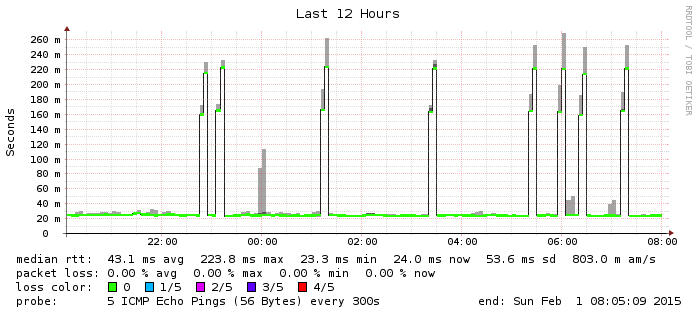 Last 12 Hours
RRDTOOL / TOBI OETIKER
Seconds
260 m
240 m
220 m
200 m
180 m
160 m
140 m
120 m
100 m
80 m
60 m
40 m
20 m
0
22:00 00:00 02:00 04:00 06:00 08:00
median rtt: 43.1 ms avg 223.8 ms max 23.3 ms min 24.0 ms now 53.6 ms sd 803.0 m am/s
packet loss: 0.00 % avg 0.00 % max 0.00 % min 0.00 % now
loss color: 0 1/5 2/5 3/5 4/5
probe: 5 ICMP Echo Pings (56 Bytes) every 300s end: Sun Feb 1 08:05:09 2015